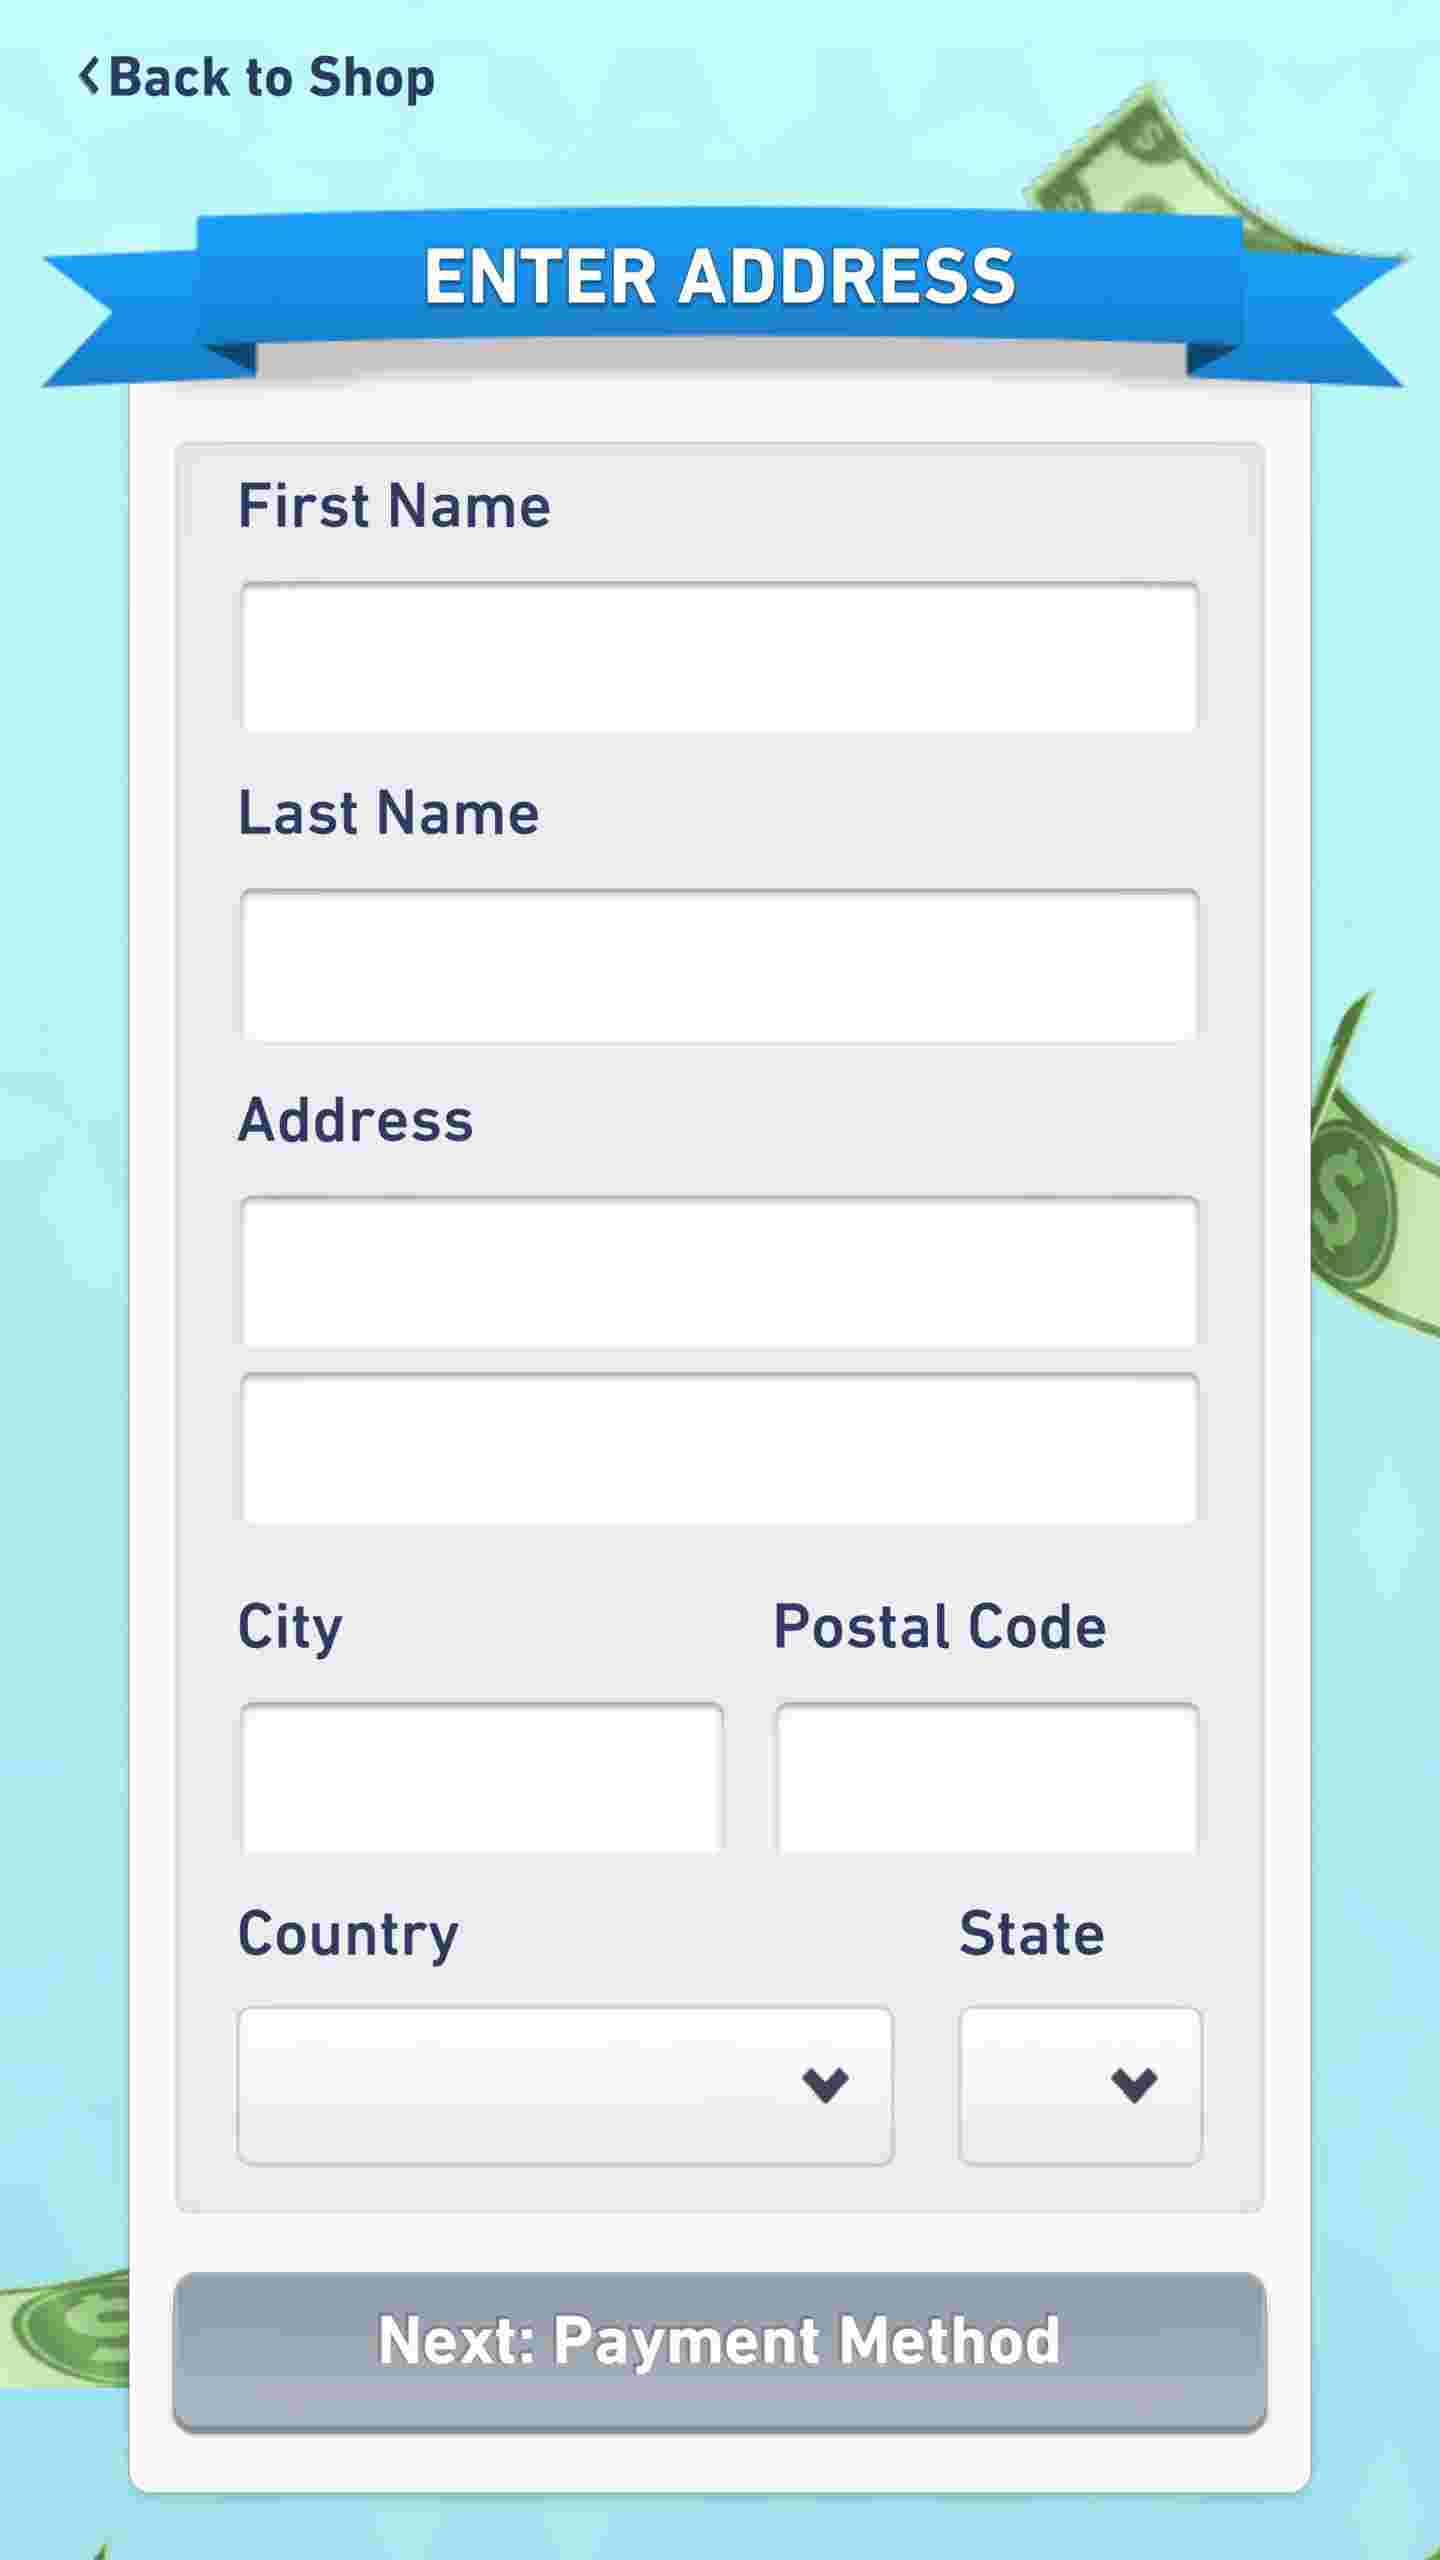 Back to Shop
ENTER ADDRESS
First Name
Last Name
Address
City
Postal Code
Country
State
Next: Payment Method